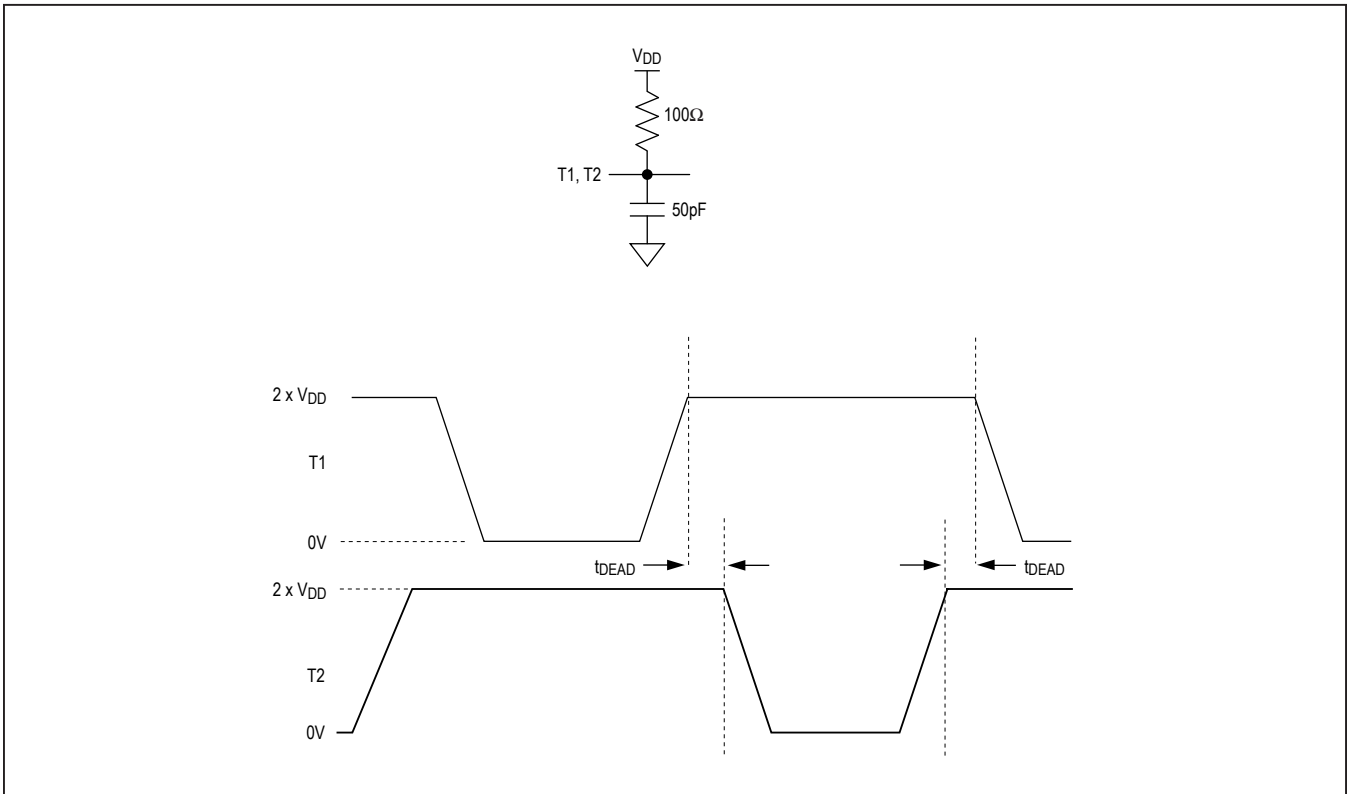 VDD
100Ω
T1, T2
50pF
2 x VDD
T1
0V
tDEAD
tDEAD
2 x VDD
T2
0V